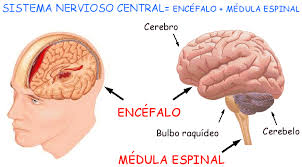 SISTEMA NERVIOSO CENTRAL= ENCÉFALO + MÉDULA ESPINAL
Cerebro
ENCÉFALO
Bulbo raquídeo
Cerebelo
MÉDULA ESPINAL